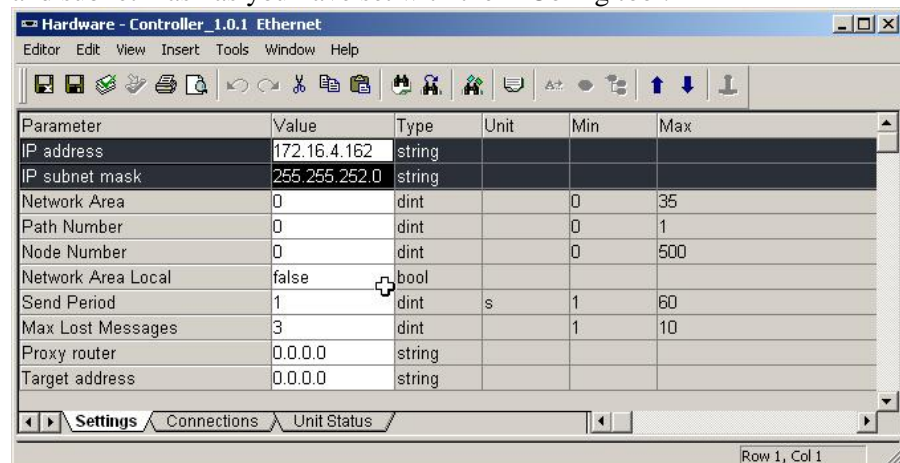 Hardware - Controller_1.0.1 Ethernet
Editor Edit View Insert Tools Window Help
Parameter Value Type Unit Min Max
IP address 172.16.4.162 string
IP subnet mask 255.255.252.0 string
Network Area 0 dint 0 35
Path Number 0 dint 0 1
Node Number 0 dint 0 500
Network Area Local false bool
Send Period 1 dint s 1 60
Max Lost Messages 3 dint 1 10
Proxy router 0.0.0.0 string
Target address 0.0.0.0 string
Settings Connections Unit Status
Row 1, Col 1